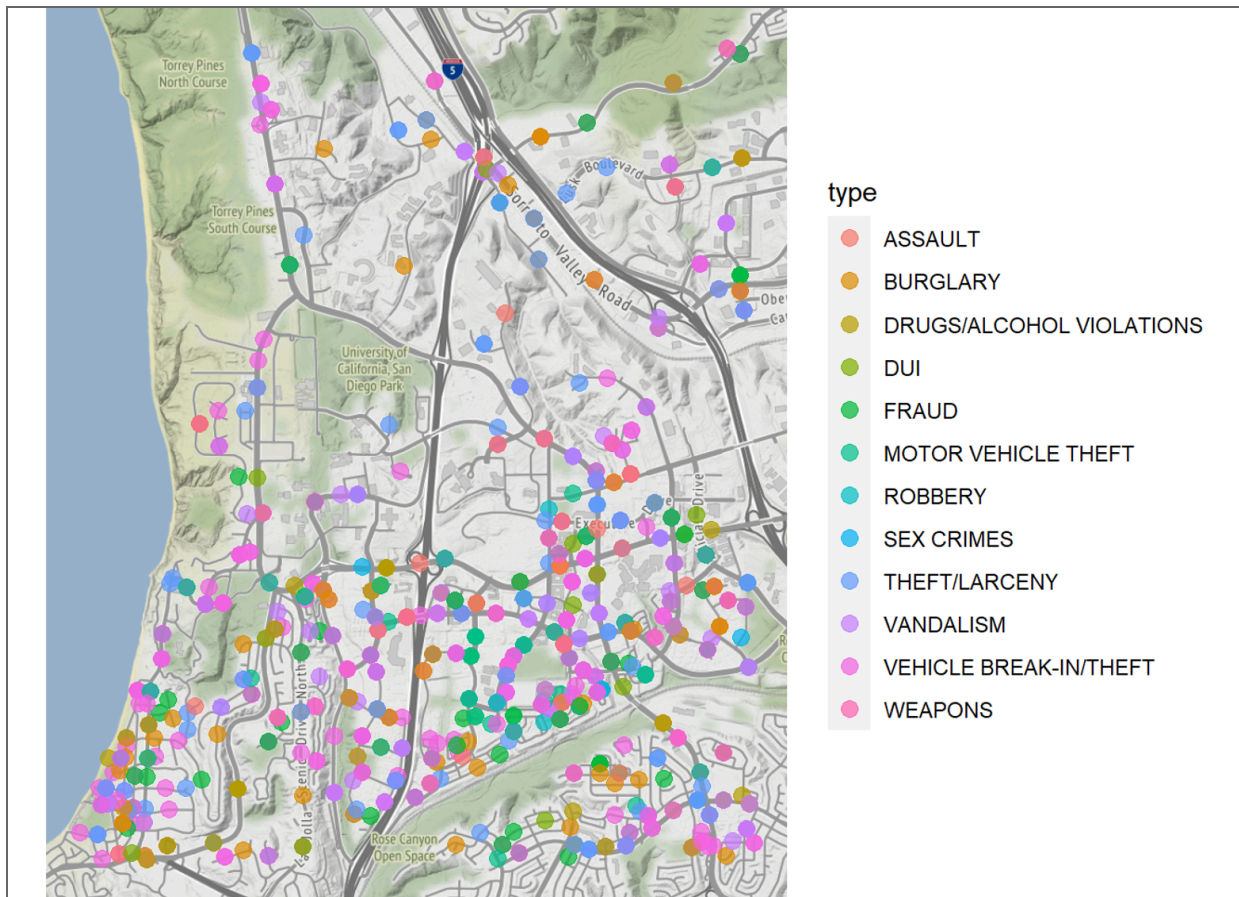 Torrey Pines
North Course
5
Boulevard
Torrey Pines
South Course
Sorrento Valley Road
University of
California, San
Diego Park
Drive
Rose Canyon
Open Space
type
ASSAULT
BURGLARY
DRUGS/ALCOHOL VIOLATIONS
DUI
FRAUD
MOTOR VEHICLE THEFT
ROBBERY
SEX CRIMES
THEFT/LARCENY
VANDALISM
VEHICLE BREAK-IN/THEFT
WEAPONS